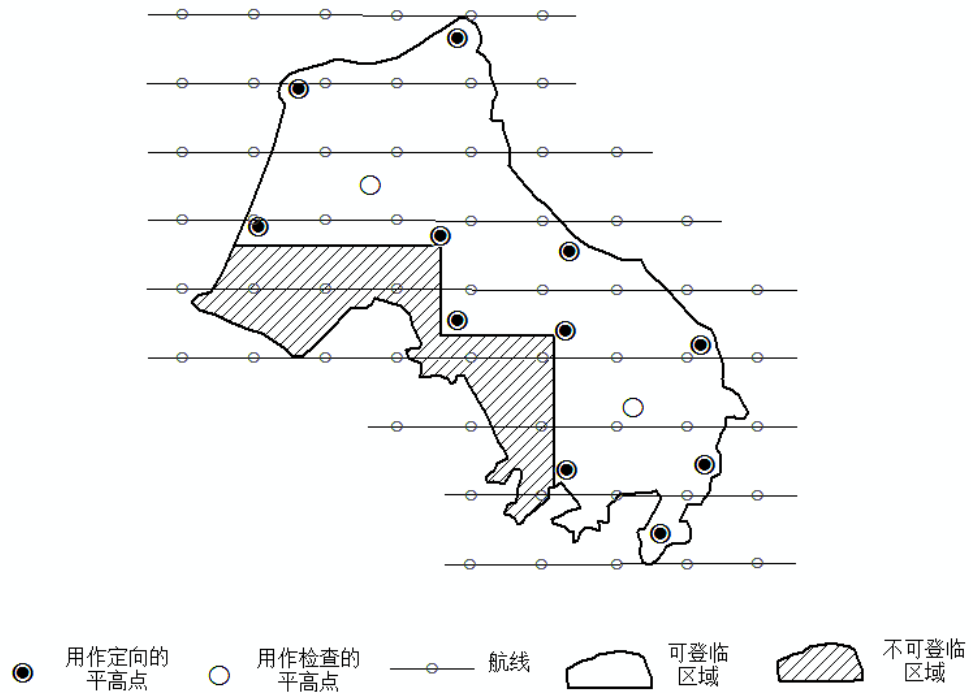 用作定向的
平高点
用作检查的
平高点
航线
可登临
区域
不可登临
区域